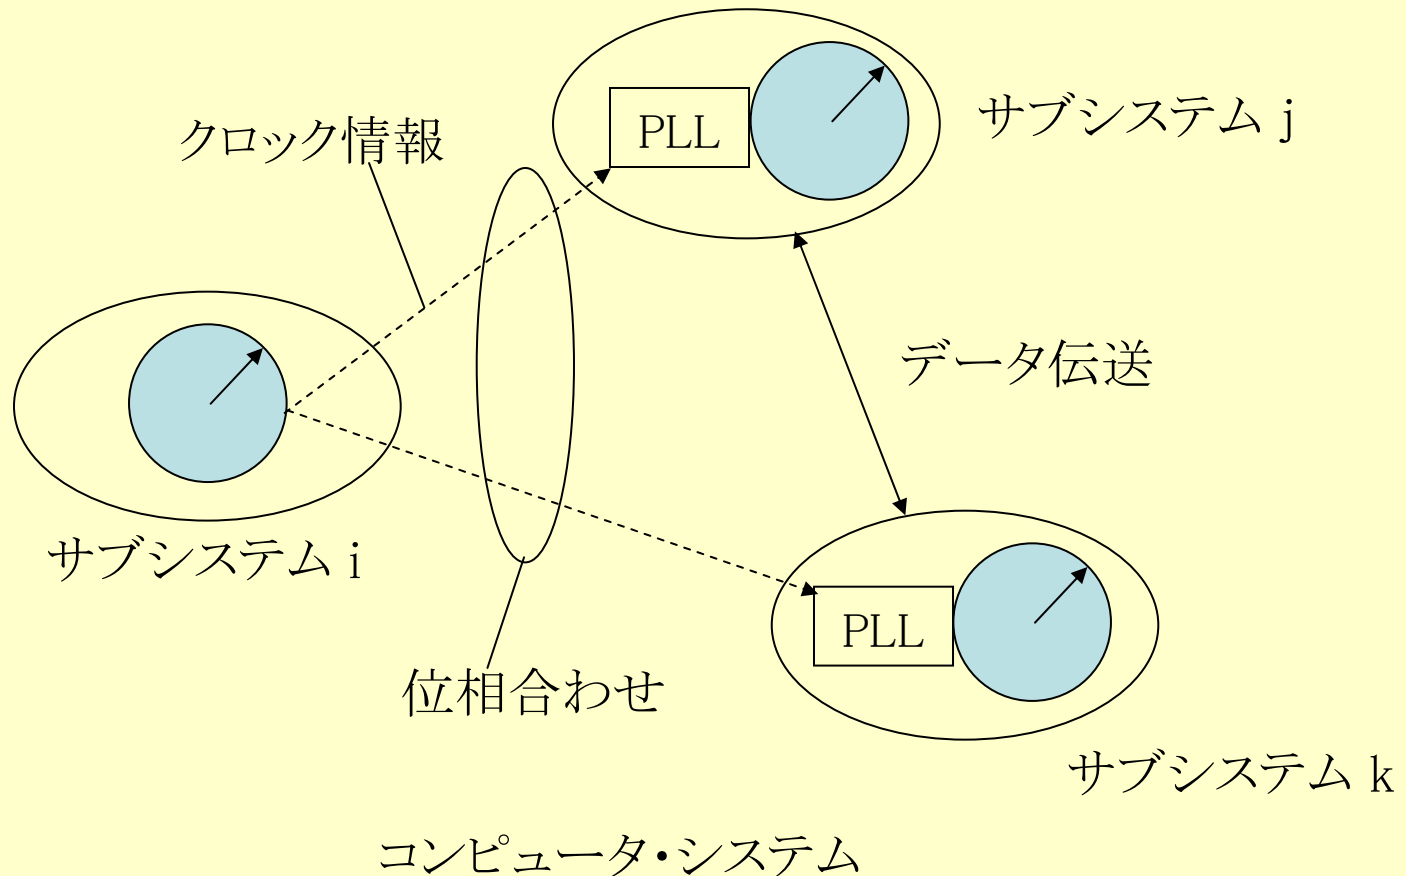 クロック情報
PLL
サブシステム j
データ伝送
サブシステム i
PLL
位相合わせ
サブシステム k
コンピュータ・システム